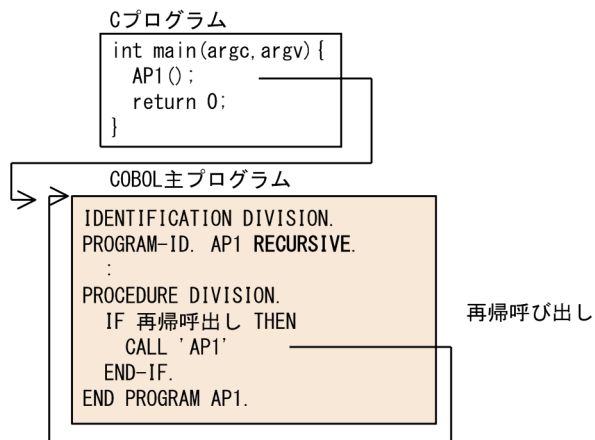 Cプログラム
int main(argc,argv){
AP1();
return 0;
}
COBOL主プログラム
IDENTIFICATION DIVISION.
PROGRAM-ID. AP1 RECURSIVE.
:
PROCEDURE DIVISION.
IF 再帰呼出し THEN
CALL 'AP1'
END-IF.
END PROGRAM AP1.
再帰呼び出し